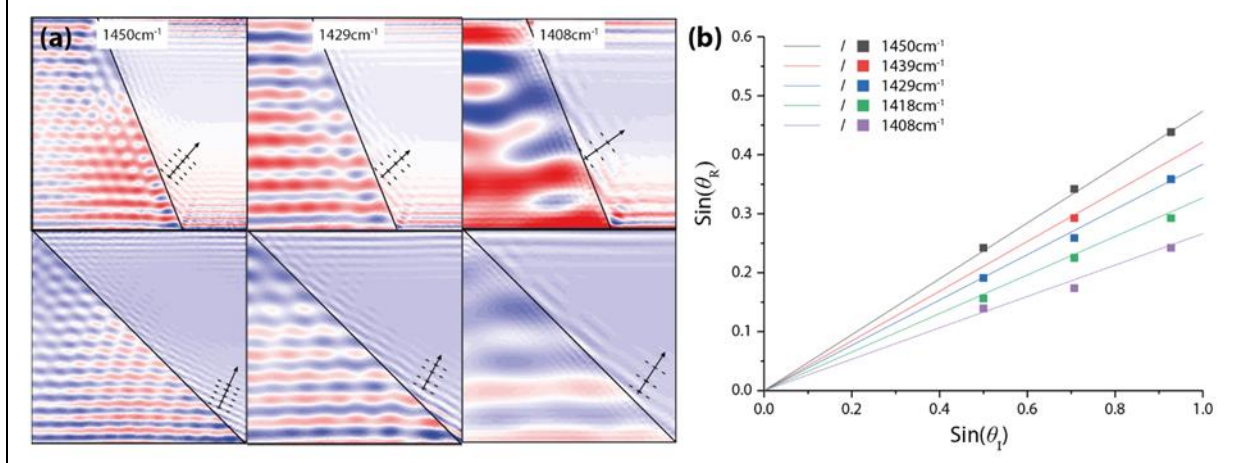 (a)
1450cm⁻¹
1429cm⁻¹
1408cm⁻¹
(b)
0.6
0.5
0.4
0.3
0.2
0.1
0.0
Sin(θR)
/ 1450cm⁻¹
/ 1439cm⁻¹
/ 1429cm⁻¹
/ 1418cm⁻¹
/ 1408cm⁻¹
0.0 0.2 0.4 0.6 0.8 1.0
Sin(θI)